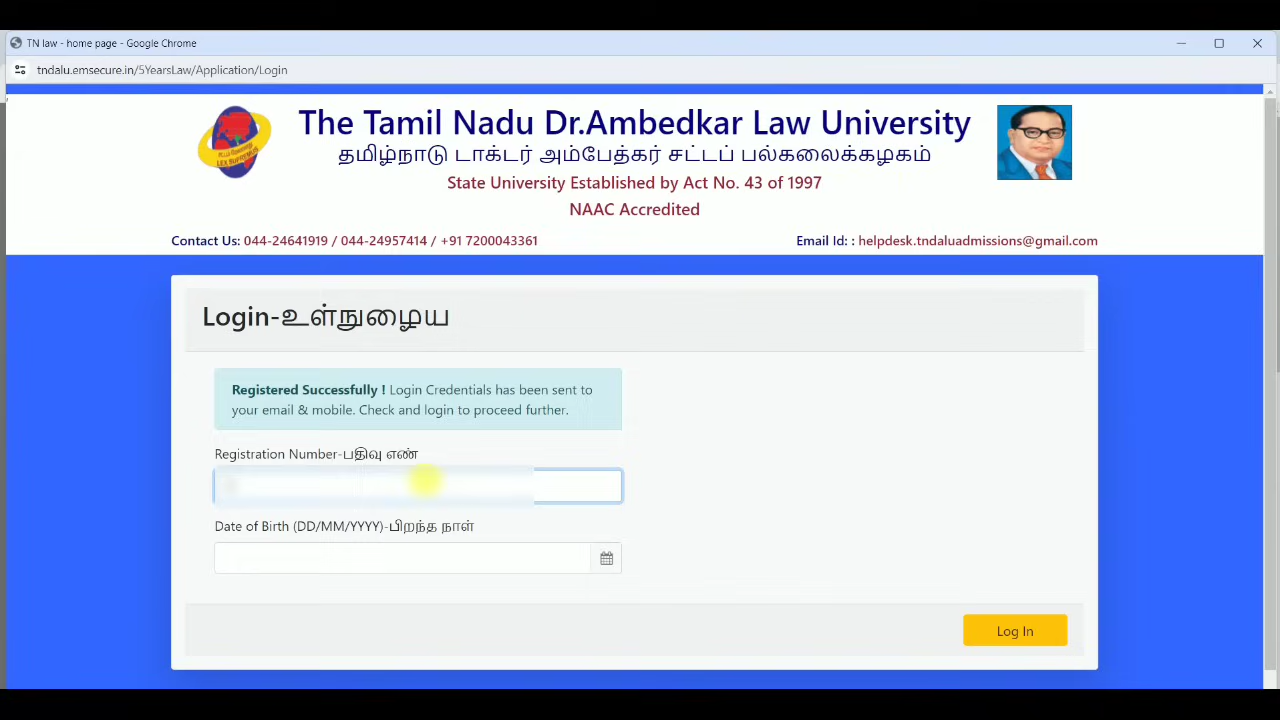 TN law - home page - Google Chrome
tndalu.emsecure.in/5YearsLaw/Application/Login
The Tamil Nadu Dr.Ambedkar Law University
தமிழ்நாடு டாக்டர் அம்பேத்கர் சட்டப் பல்கலைக்கழகம்
State University Established by Act No. 43 of 1997
NAAC Accredited
Contact Us: 044-24641919 / 044-24957414 / +91 7200043361
Email Id: : helpdesk.tndaluadmissions@gmail.com
LEX SUPREMUS
Login-உள்நுழைய
Registered Successfully ! Login Credentials has been sent to
your email & mobile. Check and login to proceed further.
Registration Number-பதிவு எண்
Date of Birth (DD/MM/YYYY)-பிறந்த நாள்
Log In